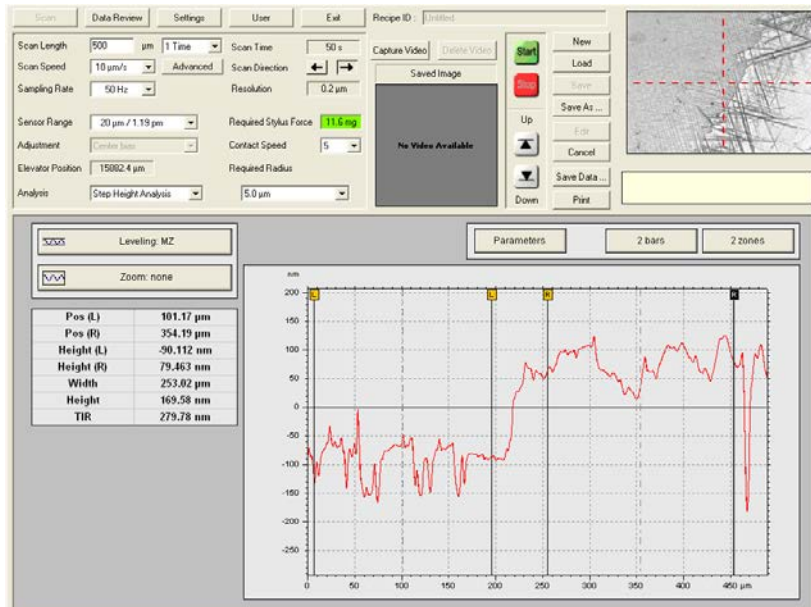 Scan Data Review Settings User Exit Recipe ID : Untitled
Scan Length 500 µm 1 Time Scan Time 50 s
Scan Speed 10 µm/s Advanced Scan Direction
Sampling Rate 50 Hz Resolution 0.2 µm
Sensor Range 20 µm / 1.19 pm Required Stylus Force 11.6 mg
Adjustment Center bias Contact Speed 5
Elevator Position 15082.4 µm Required Radius
Analysis Step Height Analysis 5.0 µm
Capture Video Delete Video
Saved Image
No Video Available
Start
Stop
Up
Down
New
Load
Save
Save As ...
Edit
Cancel
Save Data ...
Print
Leveling: MZ
Zoom: none
Parameters 2 bars 2 zones
Pos (L) 101.17 µm
Pos (R) 354.19 µm
Height (L) -90.112 nm
Height (R) 79.463 nm
Width 253.02 µm
Height 169.58 nm
TIR 279.78 nm
nm
L L R R
200
150
100
50
0
-50
-100
-150
-200
-250
0 50 100 150 200 250 300 350 400 450 µm